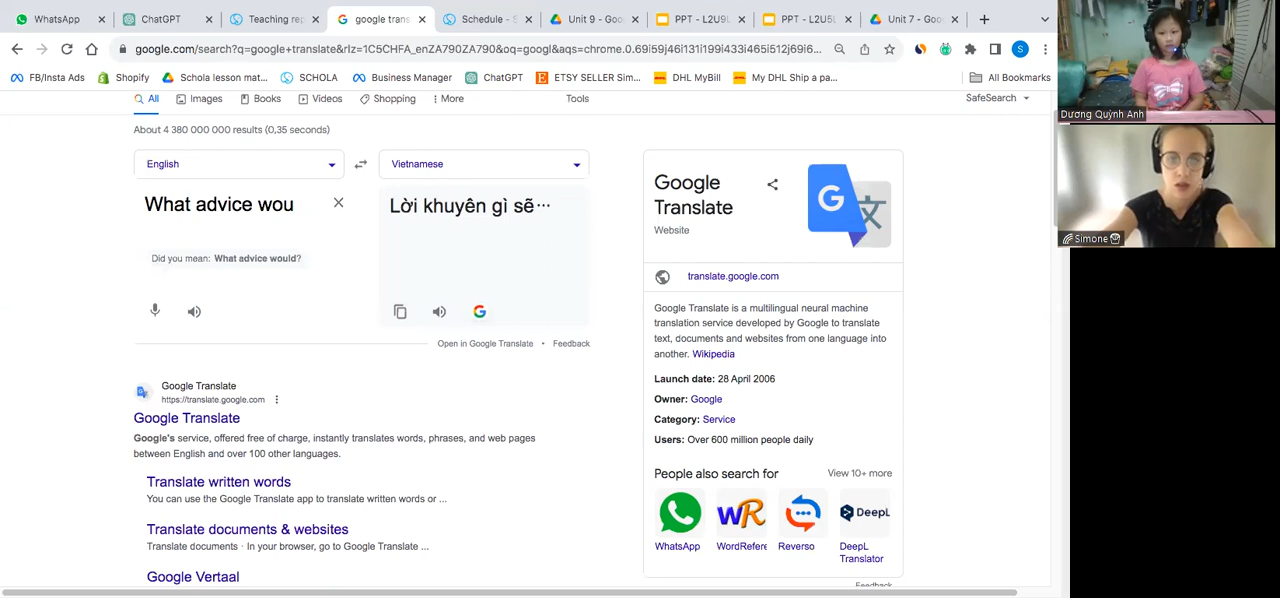 WhatsApp
ChatGPT
Teaching rep
google trans
Schedule - S
Unit 9 - Goo
PPT - L2U9L
PPT - L2U5L
Unit 7 - Goo
google.com/search?q=google+translate&rlz=1C5CHFA_enZA790ZA790&oq=googl&aqs=chrome.0.69i59j46i131i199i433i465i512j69i6...
S
FB/Insta Ads
Shopify
Schola lesson mat...
SCHOLA
Business Manager
ChatGPT
ETSY SELLER Sim...
DHL MyBill
My DHL Ship a pa...
All Bookmarks
All
Images
Books
Videos
Shopping
More
Tools
SafeSearch
About 4 380 000 000 results (0,35 seconds)
English
Vietnamese
What advice wou
Lời khuyên gì sẽ...
Did you mean: What advice would?
Open in Google Translate • Feedback
Google Translate
https://translate.google.com
Google Translate
Google's service, offered free of charge, instantly translates words, phrases, and web pages
between English and over 100 other languages.
Translate written words
You can use the Google Translate app to translate written words or ...
Translate documents & websites
Translate documents · In your browser, go to Google Translate ...
Google Vertaal
Google
Translate
Website
translate.google.com
Google Translate is a multilingual neural machine
translation service developed by Google to translate
text, documents and websites from one language into
another. Wikipedia
Launch date: 28 April 2006
Owner: Google
Category: Service
Users: Over 600 million people daily
People also search for
View 10+ more
DeepL
WhatsApp
WordRefere
Reverso
DeepL
Translator
Feedback
Dương Quỳnh Anh
Simone